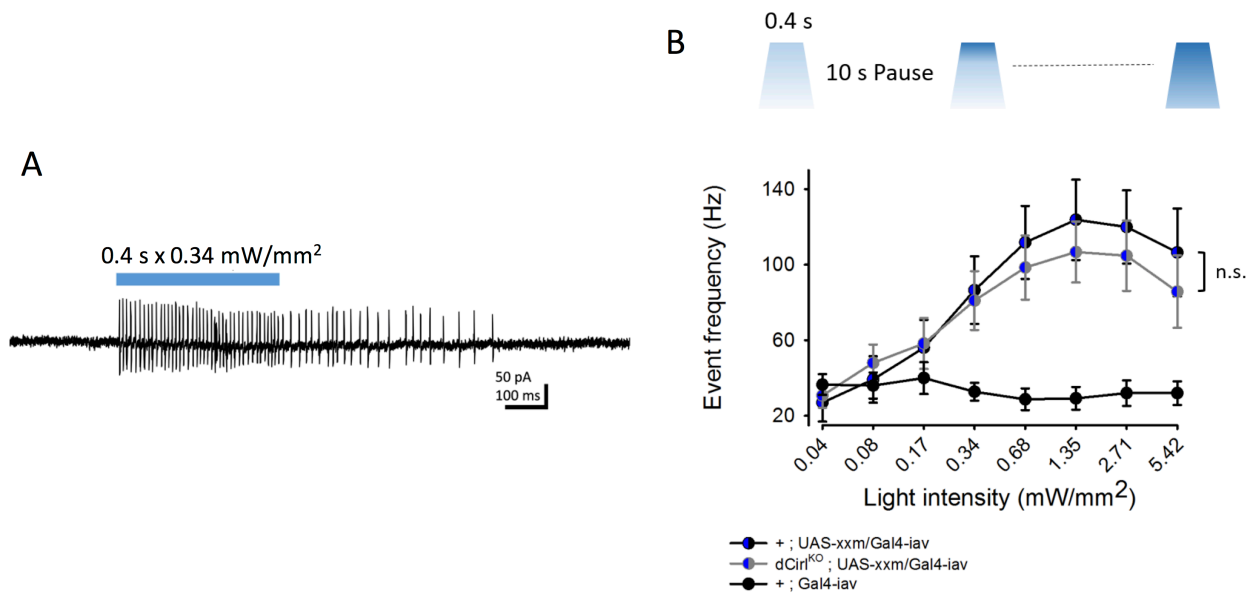 A
0.4 s x 0.34 mW/mm²
50 pA
100 ms
B
0.4 s
10 s Pause
Event frequency (Hz)
140
100
60
20
n.s.
0.04 0.08 0.17 0.34 0.68 1.35 2.71 5.42
Light intensity (mW/mm²)
+ ; UAS-xxm/Gal4-iav
dCirlᴷᴼ ; UAS-xxm/Gal4-iav
+ ; Gal4-iav